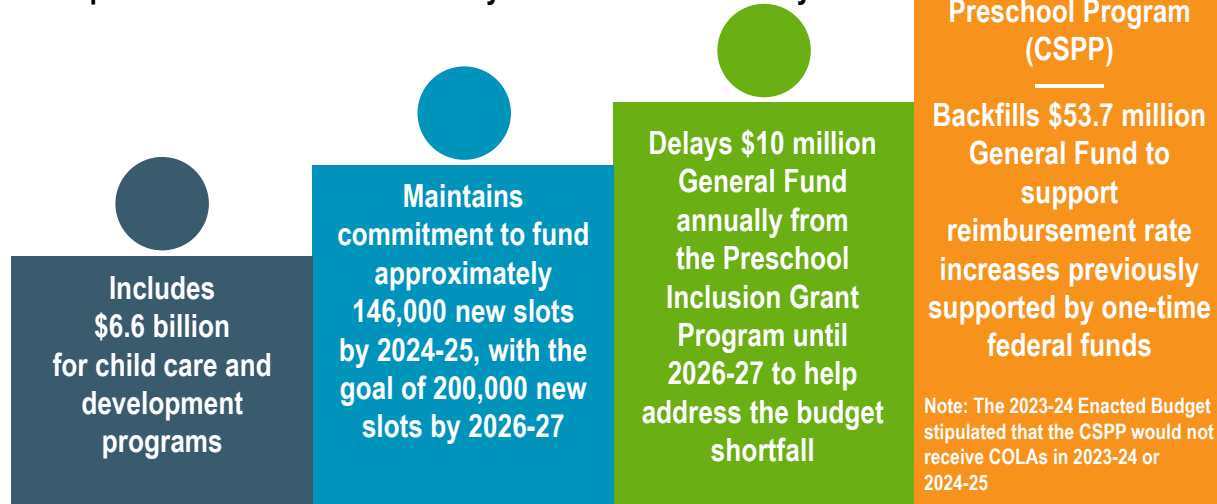 Includes
$6.6 billion
for child care and
development
programs
Maintains
commitment to fund
approximately
146,000 new slots
by 2024-25, with the
goal of 200,000 new
slots by 2026-27
Delays $10 million
General Fund
annually from
the Preschool
Inclusion Grant
Program until
2026-27 to help
address the budget
shortfall
Preschool Program
(CSPP)
Backfills $53.7 million
General Fund to
support
reimbursement rate
increases previously
supported by one-time
federal funds
Note: The 2023-24 Enacted Budget
stipulated that the CSPP would not
receive COLAs in 2023-24 or
2024-25